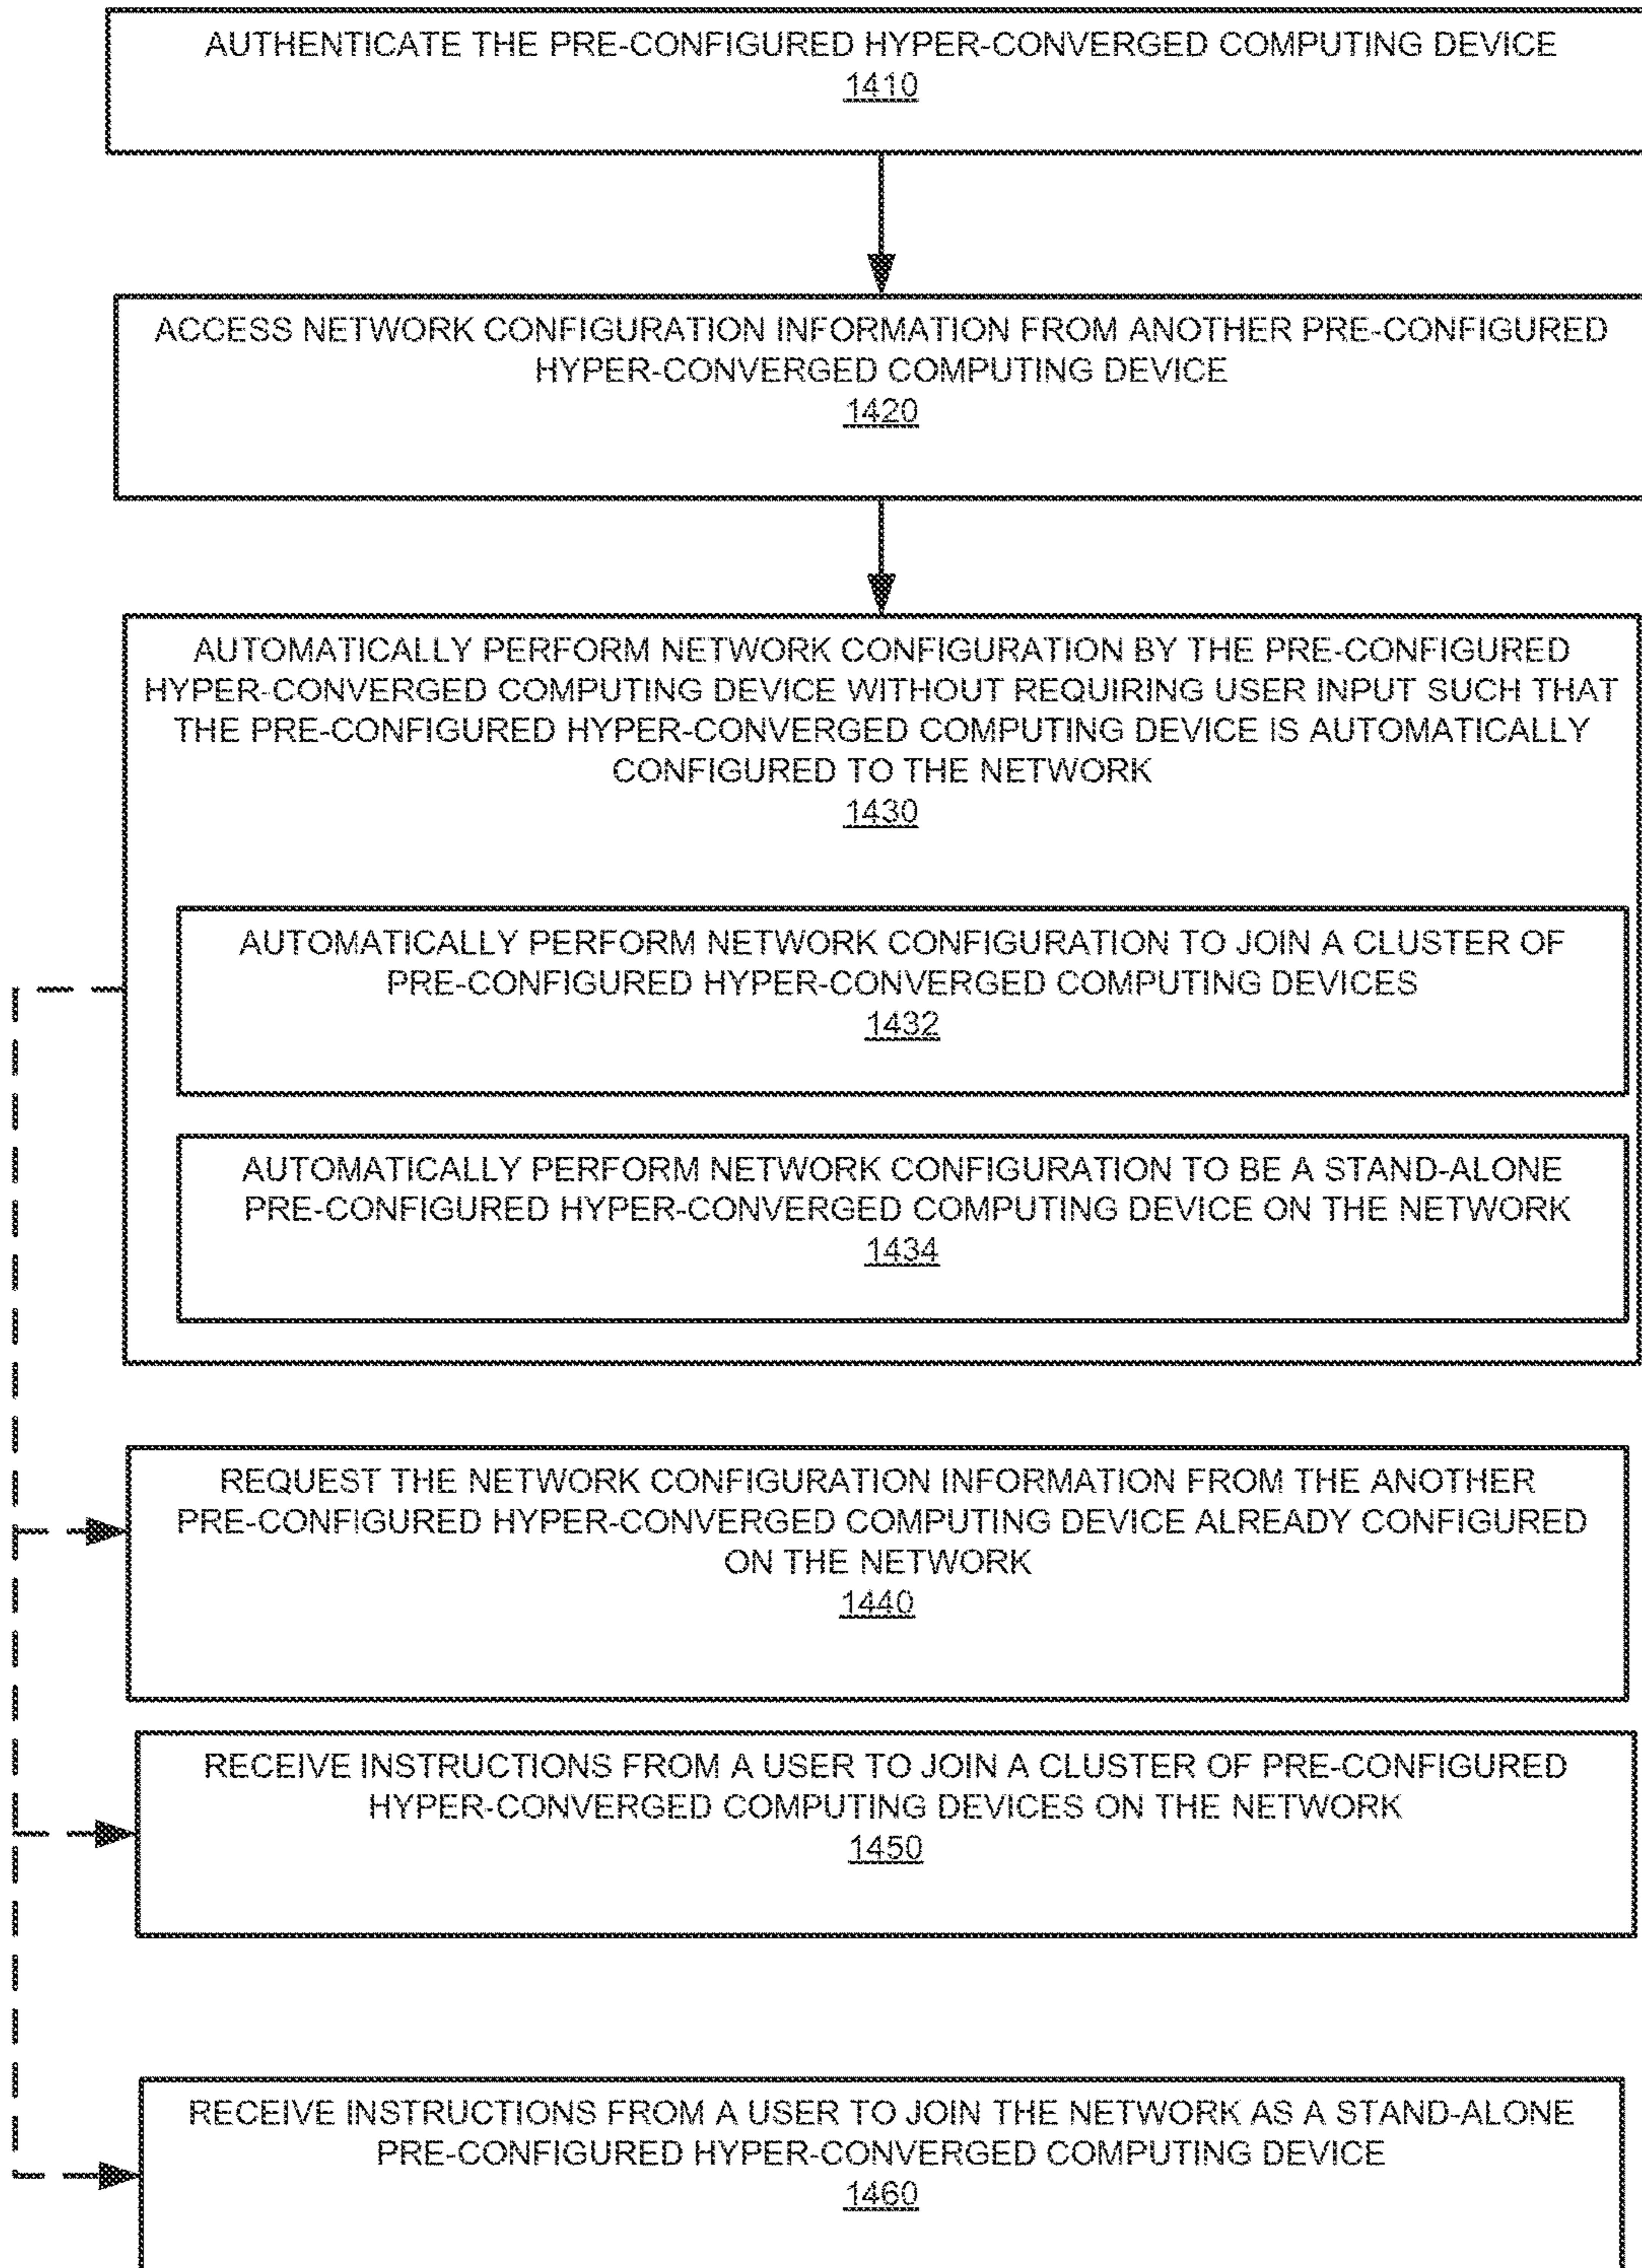 AUTHENTICATE THE PRE-CONFIGURED HYPER-CONVERGED COMPUTING DEVICE
1410
ACCESS NETWORK CONFIGURATION INFORMATION FROM ANOTHER PRE-CONFIGURED
HYPER-CONVERGED COMPUTING DEVICE
1420
AUTOMATICALLY PERFORM NETWORK CONFIGURATION BY THE PRE-CONFIGURED
HYPER-CONVERGED COMPUTING DEVICE WITHOUT REQUIRING USER INPUT SUCH THAT
THE PRE-CONFIGURED HYPER-CONVERGED COMPUTING DEVICE IS AUTOMATICALLY
CONFIGURED TO THE NETWORK
1430
AUTOMATICALLY PERFORM NETWORK CONFIGURATION TO JOIN A CLUSTER OF
PRE-CONFIGURED HYPER-CONVERGED COMPUTING DEVICES
1432
AUTOMATICALLY PERFORM NETWORK CONFIGURATION TO BE A STAND-ALONE
PRE-CONFIGURED HYPER-CONVERGED COMPUTING DEVICE ON THE NETWORK
1434
REQUEST THE NETWORK CONFIGURATION INFORMATION FROM THE ANOTHER
PRE-CONFIGURED HYPER-CONVERGED COMPUTING DEVICE ALREADY CONFIGURED
ON THE NETWORK
1440
RECEIVE INSTRUCTIONS FROM A USER TO JOIN A CLUSTER OF PRE-CONFIGURED
HYPER-CONVERGED COMPUTING DEVICES ON THE NETWORK
1450
RECEIVE INSTRUCTIONS FROM A USER TO JOIN THE NETWORK AS A STAND-ALONE
PRE-CONFIGURED HYPER-CONVERGED COMPUTING DEVICE
1460